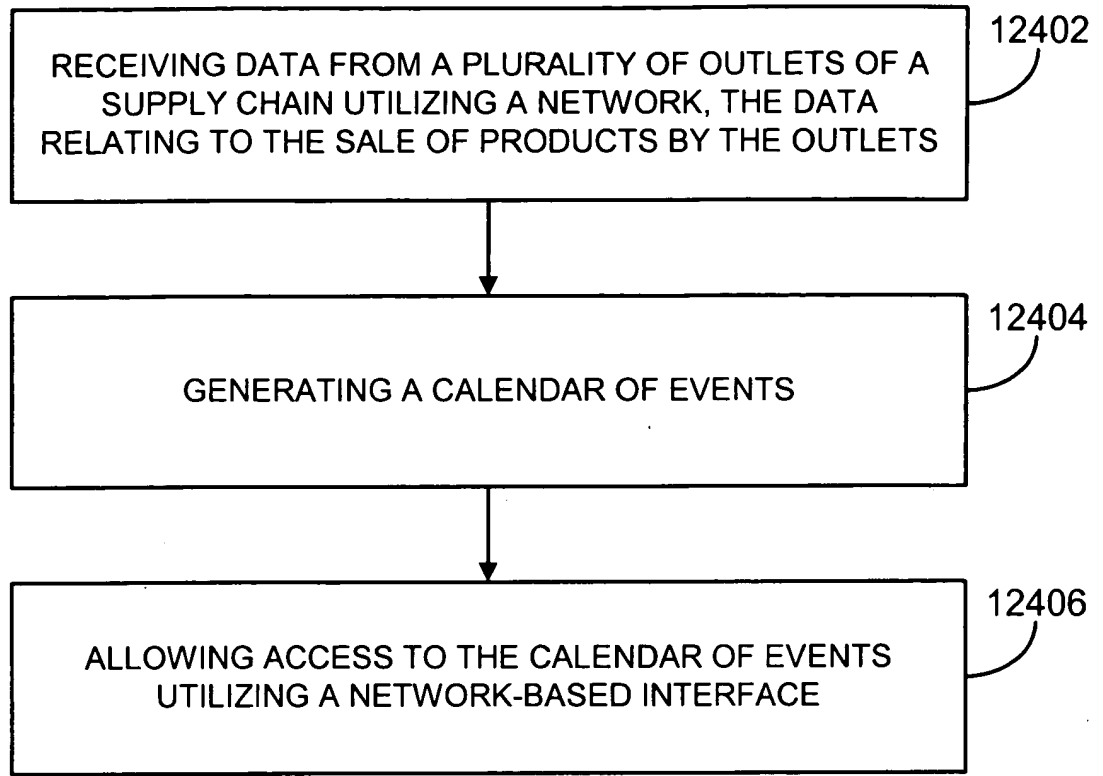 12402
RECEIVING DATA FROM A PLURALITY OF OUTLETS OF A
SUPPLY CHAIN UTILIZING A NETWORK, THE DATA
RELATING TO THE SALE OF PRODUCTS BY THE OUTLETS
12404
GENERATING A CALENDAR OF EVENTS
12406
ALLOWING ACCESS TO THE CALENDAR OF EVENTS
UTILIZING A NETWORK-BASED INTERFACE